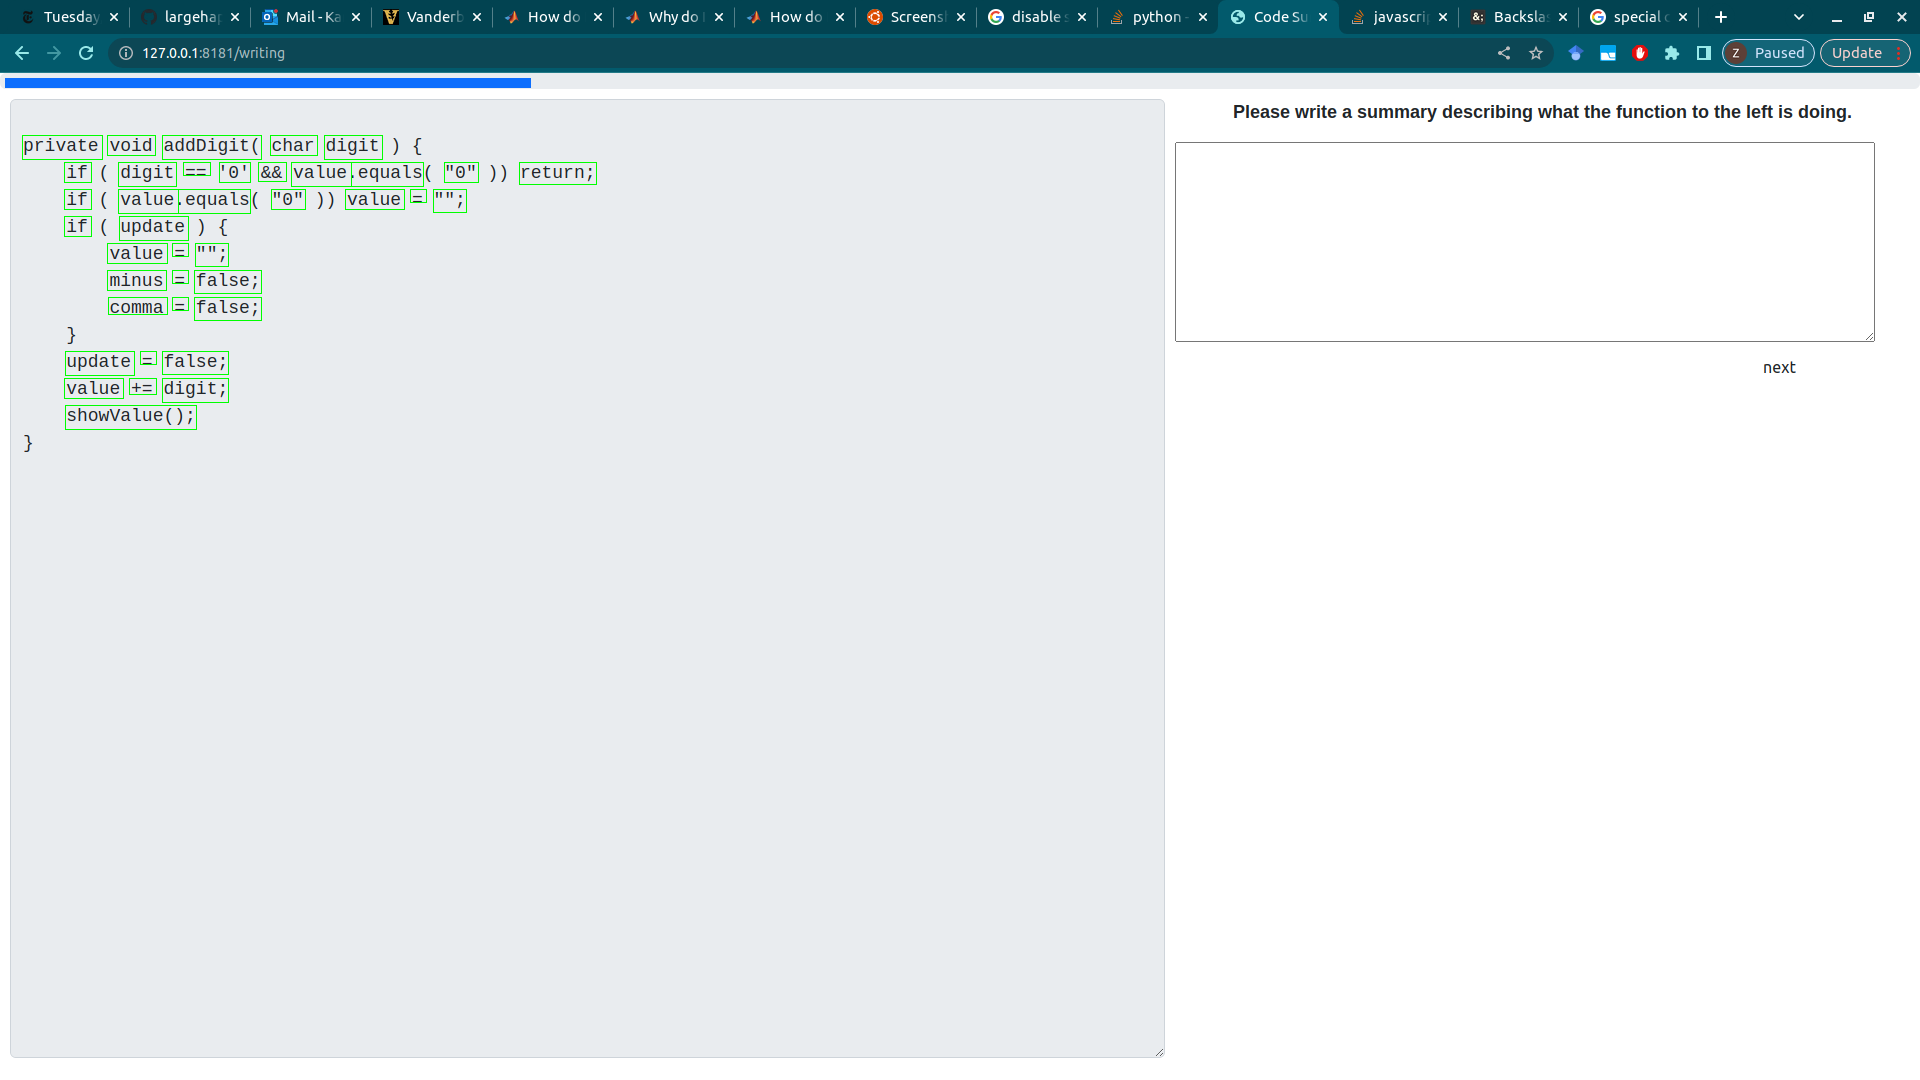 Tuesday
largehap
Mail - Ka
Vanderb
How do
Why do
How do
Screens
disable s
python -
Code Su
javascrip
Backslas
special c
127.0.0.1:8181/writing
Z Paused
Update
private void addDigit( char digit ) {
if ( digit == '0' && value.equals( "0" )) return;
if ( value.equals( "0" )) value = "";
if ( update ) {
value = "";
minus = false;
comma = false;
}
update = false;
value += digit;
showValue();
}
Please write a summary describing what the function to the left is doing.
next